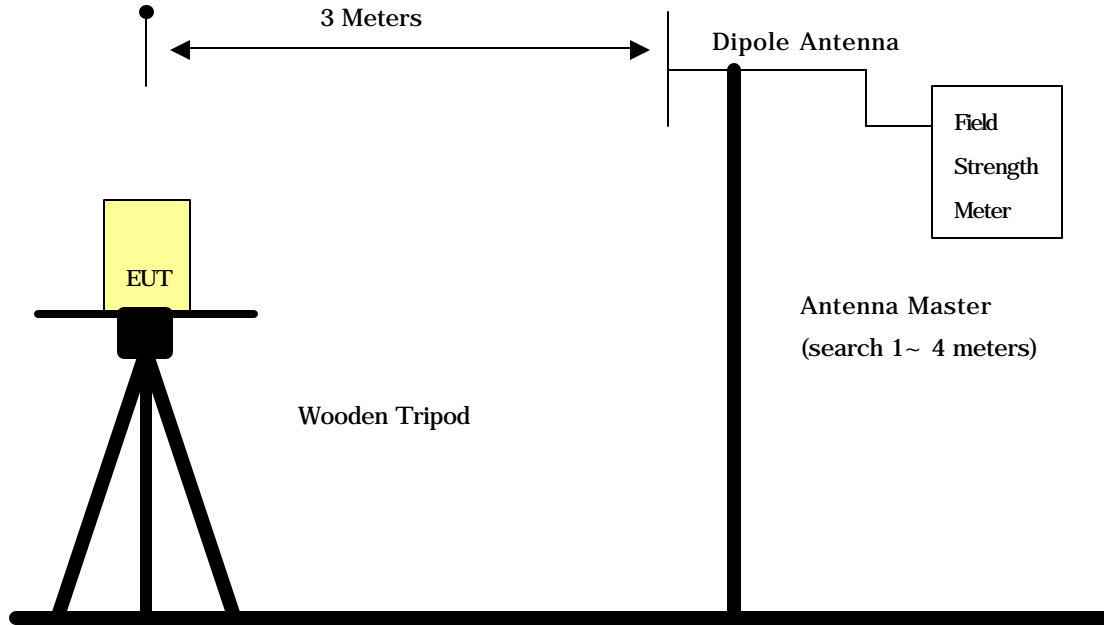 3 Meters
Dipole Antenna
Field
Strength
Meter
EUT
Antenna Master
(search 1~ 4 meters)
Wooden Tripod